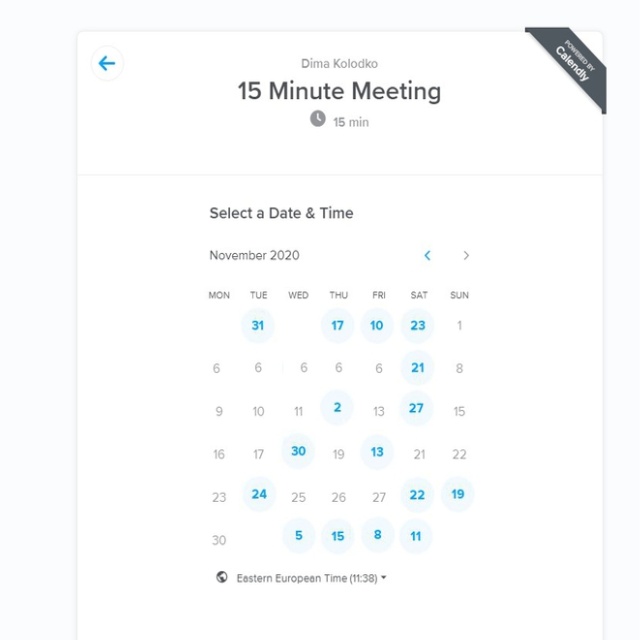 POWERED BY
Calendly
Dima Kolodko
15 Minute Meeting
15 min
Select a Date & Time
November 2020
MON TUE WED THU FRI SAT SUN
31 17 10 23 1
6 6 6 6 6 21 8
9 10 11 2 13 27 15
16 17 30 19 13 21 22
23 24 25 26 27 22 19
30 5 15 8 11
Eastern European Time (11:38)